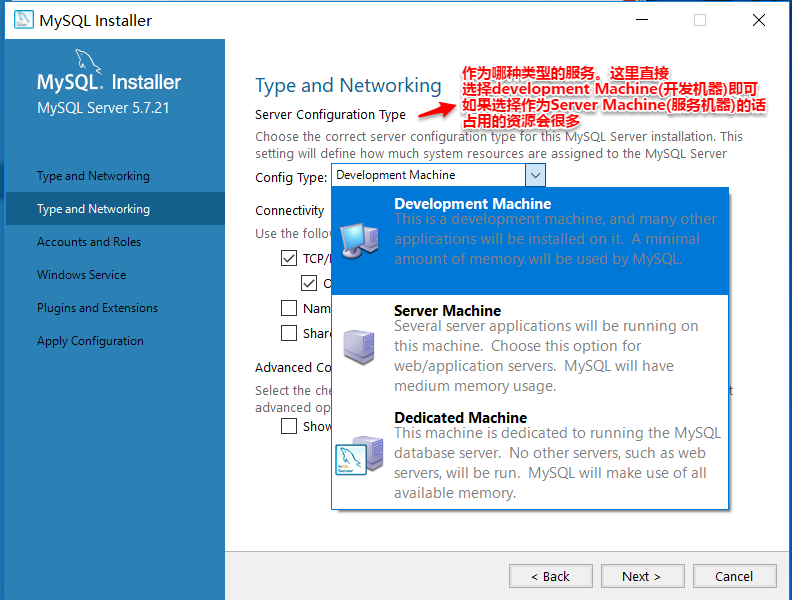 MySQL Installer
MySQL. Installer
MySQL Server 5.7.21
Type and Networking
Type and Networking
Accounts and Roles
Windows Service
Plugins and Extensions
Apply Configuration
Type and Networking
作为哪种类型的服务。这里直接
选择development Machine(开发机器)即可
如果选择作为Server Machine(服务机器)的话
占用的资源会很多
Server Configuration Type
Choose the correct server configuration type for this MySQL Server installation. This
setting will define how much system resources are assigned to the MySQL Server
Config Type: Development Machine
Development Machine
This is a development machine, and many other
applications will be installed on it. A minimal
amount of memory will be used by MySQL.
Server Machine
Several server applications will be running on
this machine. Choose this option for
web/application servers. MySQL will have
medium memory usage.
Dedicated Machine
This machine is dedicated to running the MySQL
database server. No other servers, such as web
servers, will be run. MySQL will make use of all
available memory.
Connectivity
Use the follo
TCP/
O
Nam
Share
Advanced Co
Select the che
advanced op
Show
< Back
Next >
Cancel